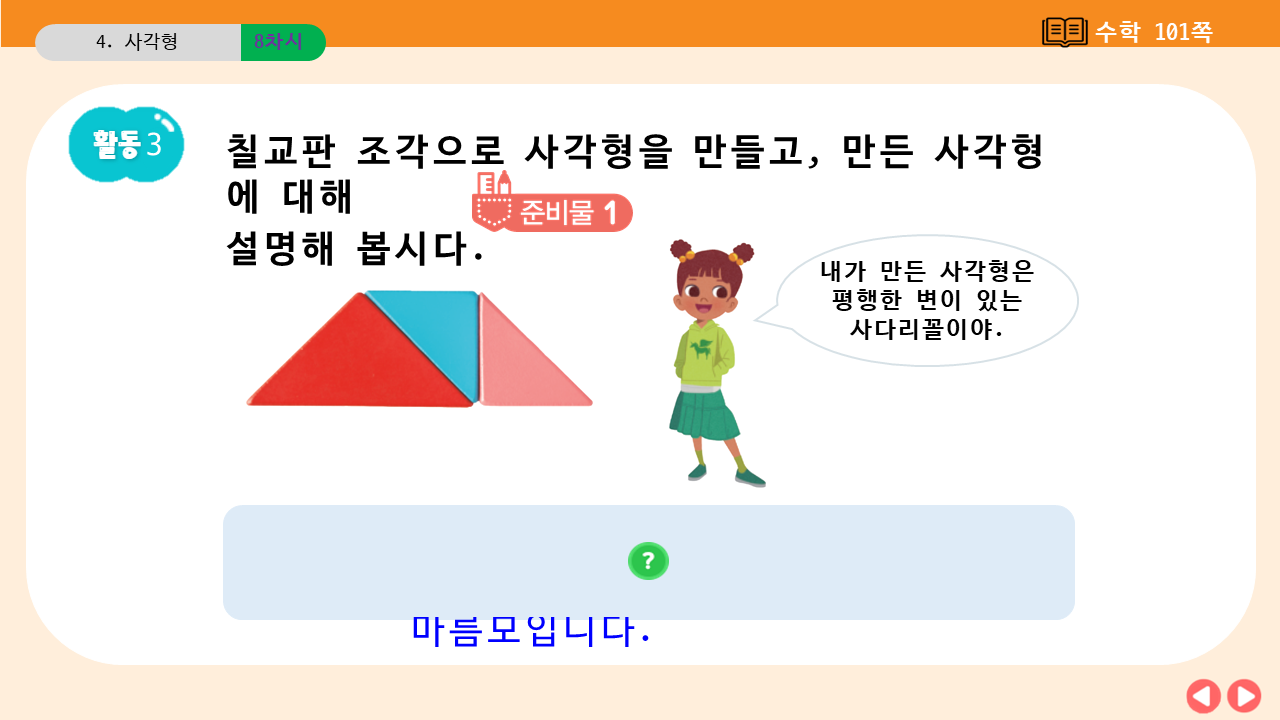 4. 사각형
8차시
수학 101쪽
활동 3
칠교판 조각으로 사각형을 만들고, 만든 사각형
에 대해
준비물 1
설명해 봅시다.
내가 만든 사각형은
평행한 변이 있는
사다리꼴이야.
?
마름모입니다.